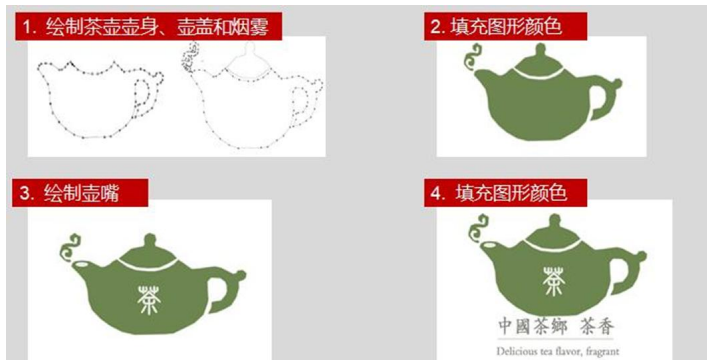 1. 绘制茶壶壶身、壶盖和烟雾
2. 填充图形颜色
3. 绘制壶嘴
茶
4. 填充图形颜色
茶
中國茶鄉 茶香
Delicious tea flavor, fragrant